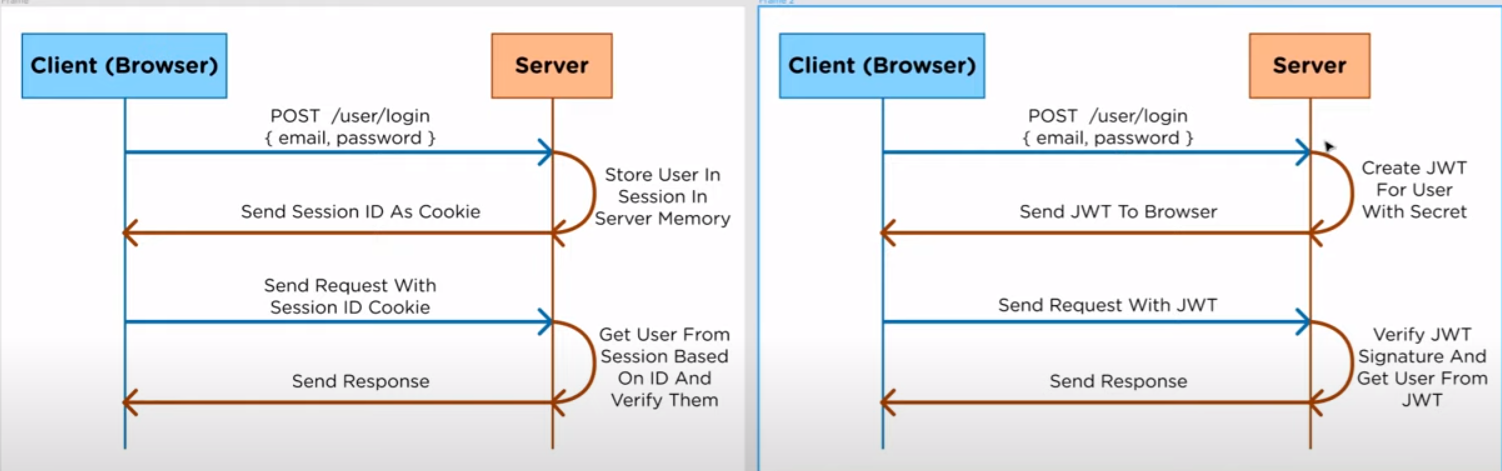 Frame
Client (Browser)
Server
POST /user/login
{ email, password }
Store User In
Session In
Server Memory
Send Session ID As Cookie
Send Request With
Session ID Cookie
Get User From
Session Based
On ID And
Verify Them
Send Response
Frame 2
Client (Browser)
Server
POST /user/login
{ email, password }
Create JWT
For User
With Secret
Send JWT To Browser
Send Request With JWT
Verify JWT
Signature And
Get User From
JWT
Send Response